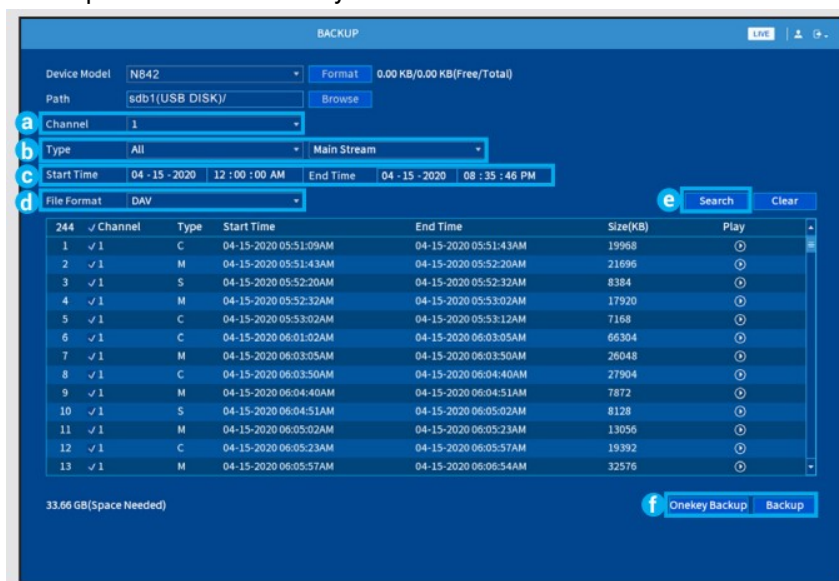 BACKUP LIVE
Device Model N842 Format 0.00 KB/0.00 KB(Free/Total)
Path sdb1(USB DISK)/ Browse
a Channel 1
b Type All Main Stream
c Start Time 04 - 15 - 2020 12 : 00 : 00 AM End Time 04 - 15 - 2020 08 : 35 : 46 PM
d File Format DAV e Search Clear
244 Channel Type Start Time End Time Size(KB) Play
1 1 C 04-15-2020 05:51:09AM 04-15-2020 05:51:43AM 19968
2 1 M 04-15-2020 05:51:43AM 04-15-2020 05:52:20AM 21696
3 1 S 04-15-2020 05:52:20AM 04-15-2020 05:52:32AM 8384
4 1 M 04-15-2020 05:52:32AM 04-15-2020 05:53:02AM 17920
5 1 C 04-15-2020 05:53:02AM 04-15-2020 05:53:12AM 7168
6 1 C 04-15-2020 06:01:02AM 04-15-2020 06:03:05AM 66304
7 1 M 04-15-2020 06:03:05AM 04-15-2020 06:03:50AM 26048
8 1 C 04-15-2020 06:03:50AM 04-15-2020 06:04:40AM 27904
9 1 M 04-15-2020 06:04:40AM 04-15-2020 06:04:51AM 7872
10 1 S 04-15-2020 06:04:51AM 04-15-2020 06:05:02AM 8128
11 1 M 04-15-2020 06:05:02AM 04-15-2020 06:05:23AM 13056
12 1 C 04-15-2020 06:05:23AM 04-15-2020 06:05:57AM 19392
13 1 M 04-15-2020 06:05:57AM 04-15-2020 06:06:54AM 32576
33.66 GB(Space Needed) f Onekey Backup Backup